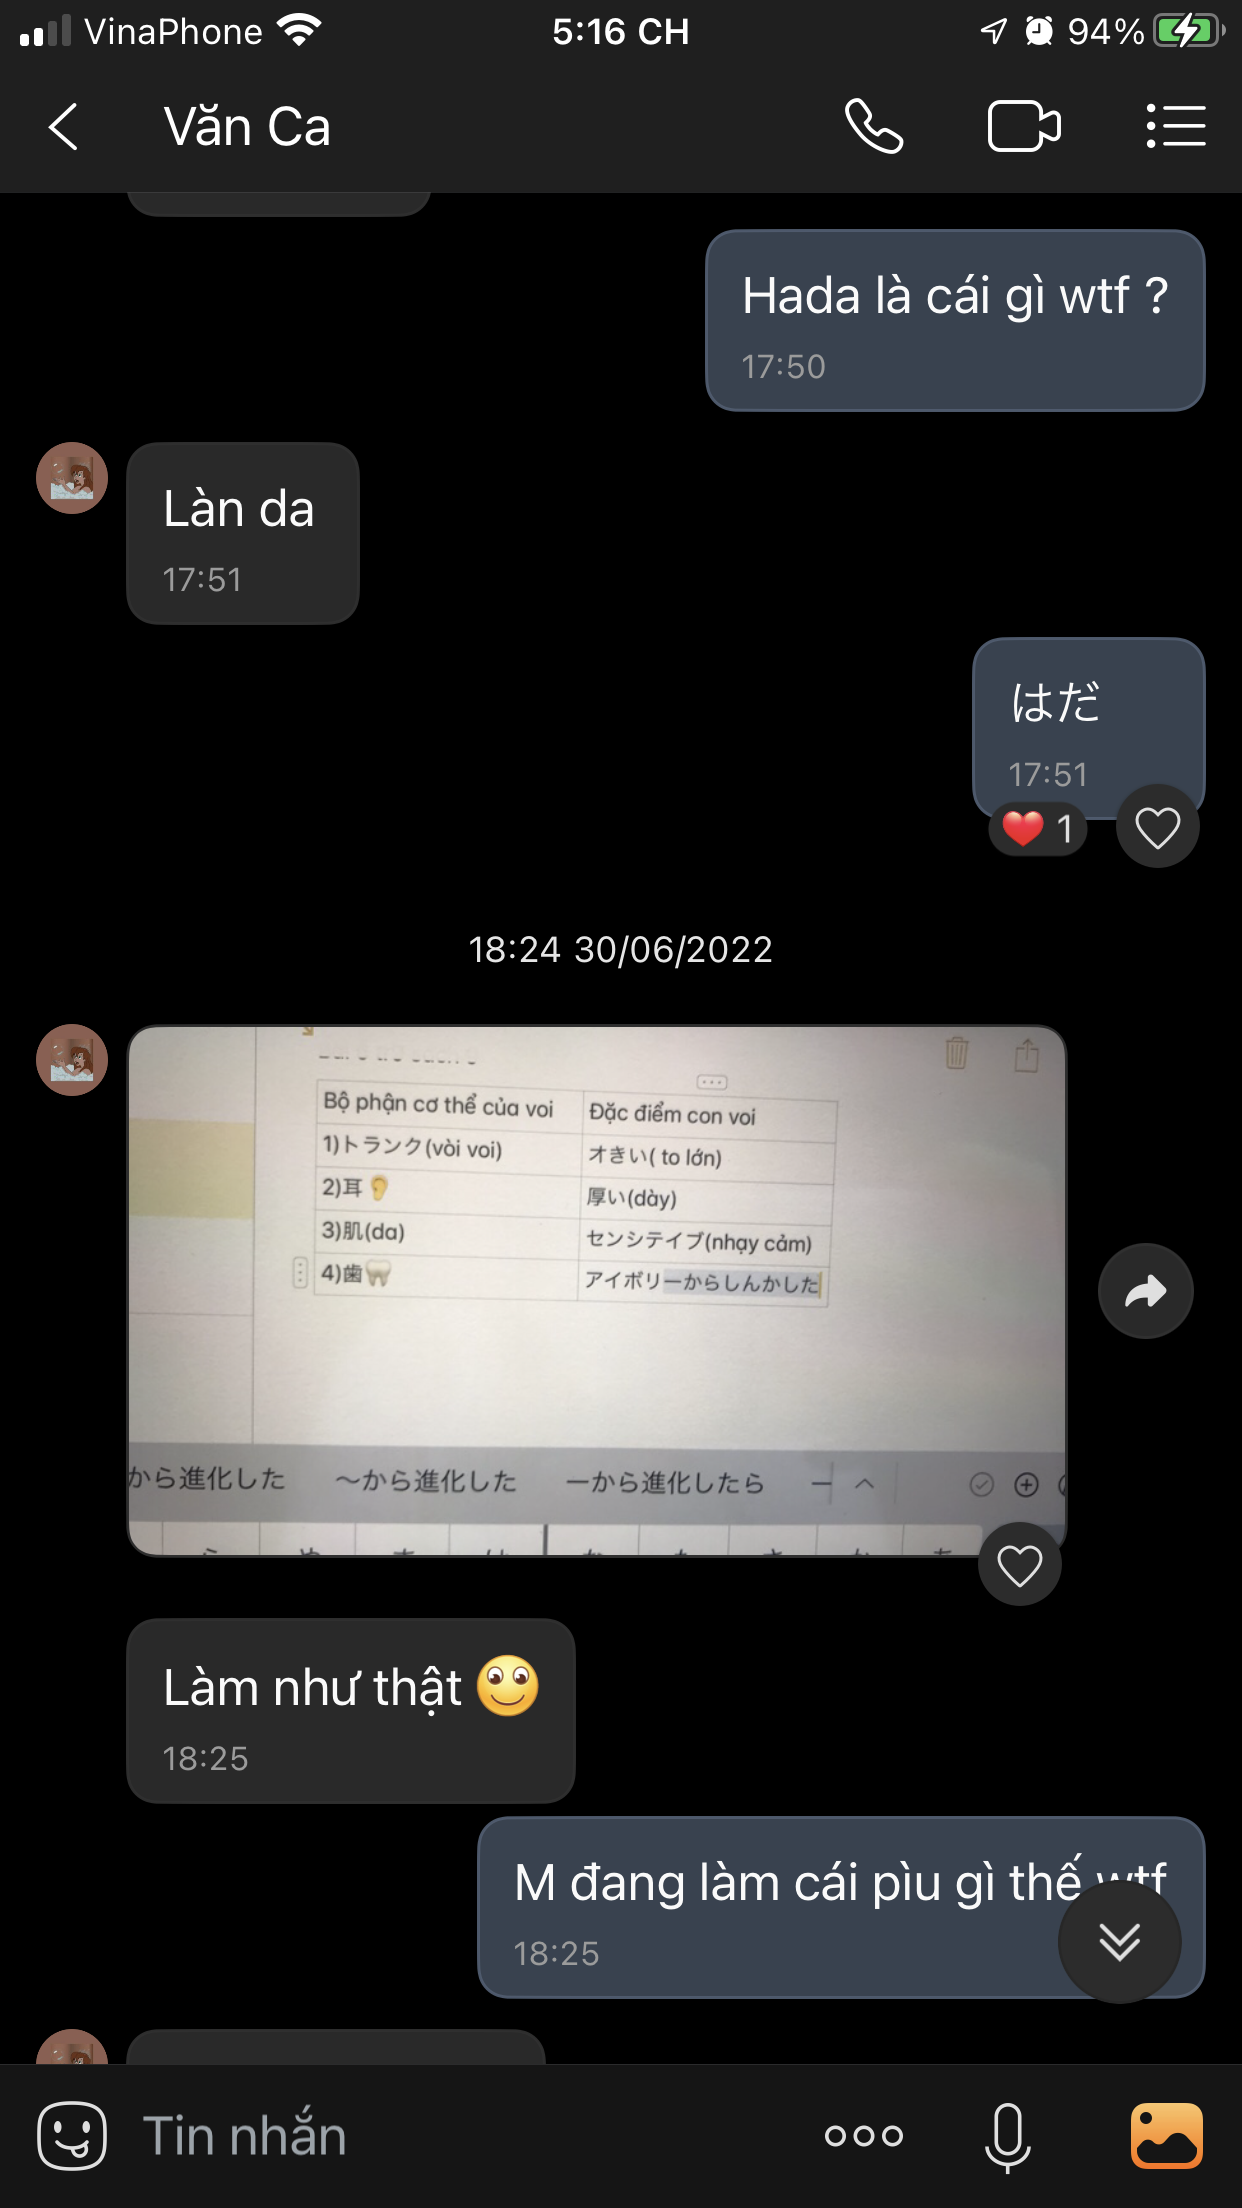 VinaPhone 5:16 CH 94%
Văn Ca
Hada là cái gì wtf ?
17:50
Làn da
17:51
はだ
17:51
1
18:24 30/06/2022
Bộ phận cơ thể của voi Đặc điểm con voi
1)トランク(vòi voi) オきい( to lớn)
2)耳👂 厚い(dày)
3)肌(da) センシテイブ(nhạy cảm)
4)歯🦷 アイボリーからしんかした
から進化した 〜から進化した ーから進化したら ー
Làm như thật
18:25
M đang làm cái pìu gì thế wtf
18:25
Tin nhắn